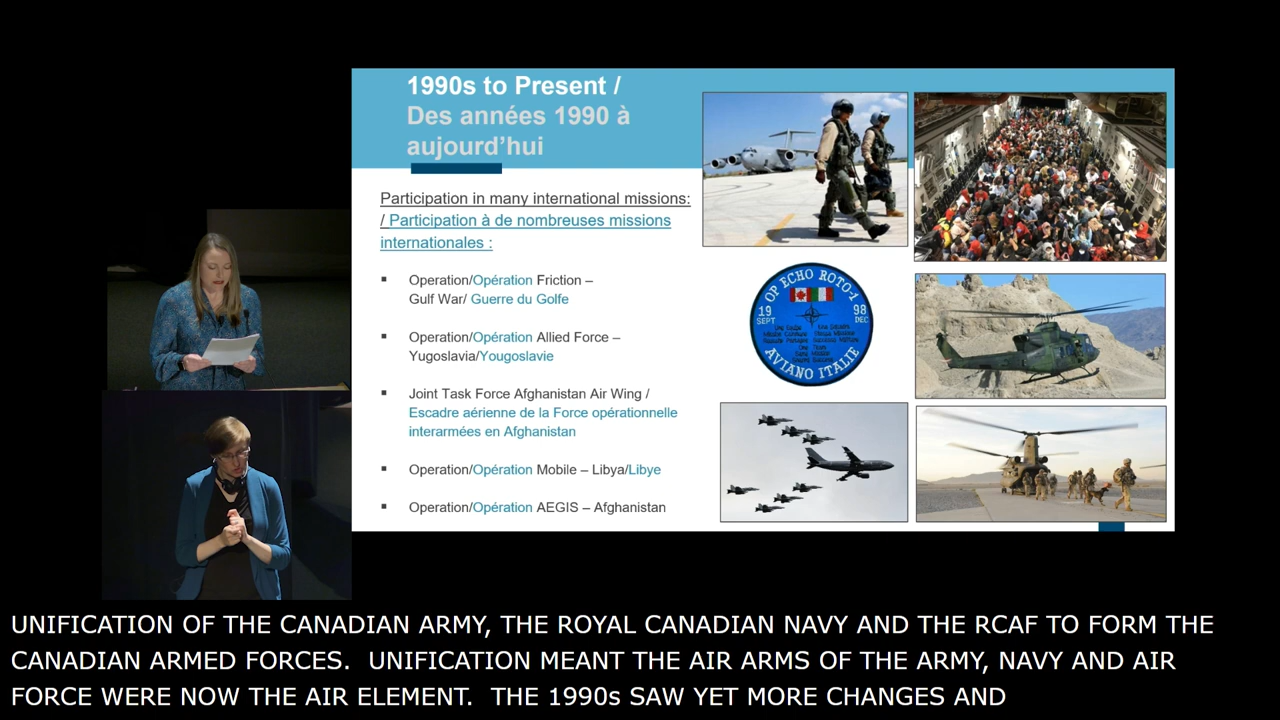 1990s to Present /
Des années 1990 à
aujourd'hui
Participation in many international missions:
/ Participation à de nombreuses missions
internationales :
Operation/Opération Friction –
Gulf War/ Guerre du Golfe
Operation/Opération Allied Force –
Yugoslavia/Yougoslavie
Joint Task Force Afghanistan Air Wing /
Escadre aérienne de la Force opérationnelle
interarmées en Afghanistan
Operation/Opération Mobile – Libya/Libye
Operation/Opération AEGIS – Afghanistan
OP ECHO ROTO-1
19 98
SEPT DEC
AVIANO ITALIE
UNIFICATION OF THE CANADIAN ARMY, THE ROYAL CANADIAN NAVY AND THE RCAF TO FORM THE
CANADIAN ARMED FORCES.  UNIFICATION MEANT THE AIR ARMS OF THE ARMY, NAVY AND AIR
FORCE WERE NOW THE AIR ELEMENT.  THE 1990s SAW YET MORE CHANGES AND